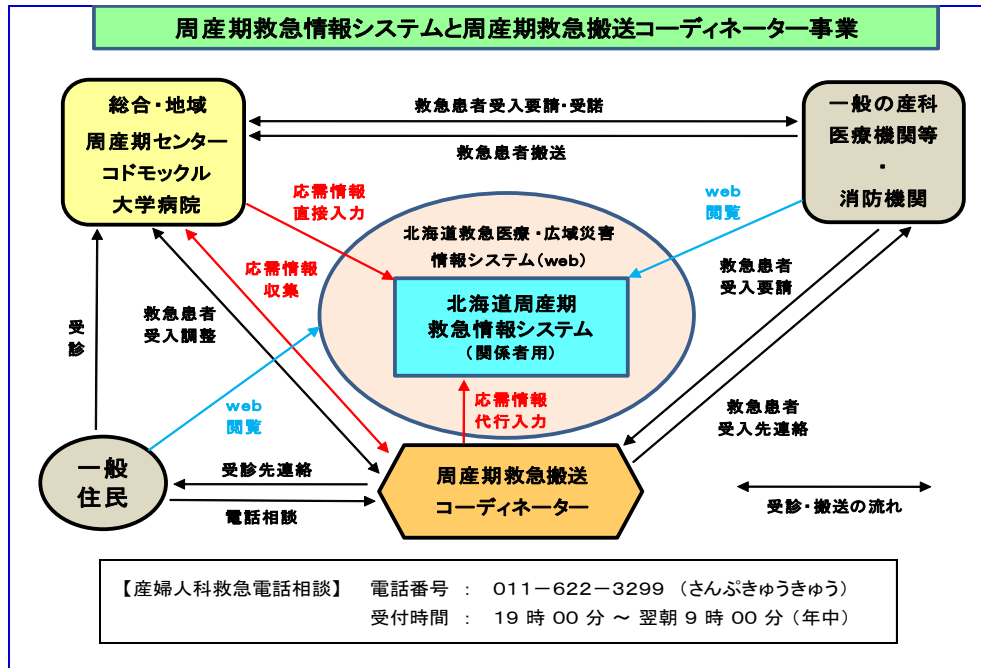 周産期救急情報システムと周産期救急搬送コーディネーター事業
総合・地域
周産期センター
コドモックル
大学病院
救急患者受入要請・受諾
救急患者搬送
一般の産科
医療機関等
・
消防機関
応需情報
直接入力
web
閲覧
北海道救急医療・広域災害
情報システム(web)
応需情報
収集
救急患者
受入要請
北海道周産期
救急情報システム
(関係者用)
救急患者
受入調整
受
診
応需情報
代行入力
救急患者
受入先連絡
web
閲覧
一般
住民
受診先連絡
電話相談
周産期救急搬送
コーディネーター
受診・搬送の流れ
【産婦人科救急電話相談】 電話番号 : 011-622-3299 (さんぷきゅうきゅう)
受付時間 : 19 時 00 分 ~ 翌朝 9 時 00 分 (年中)